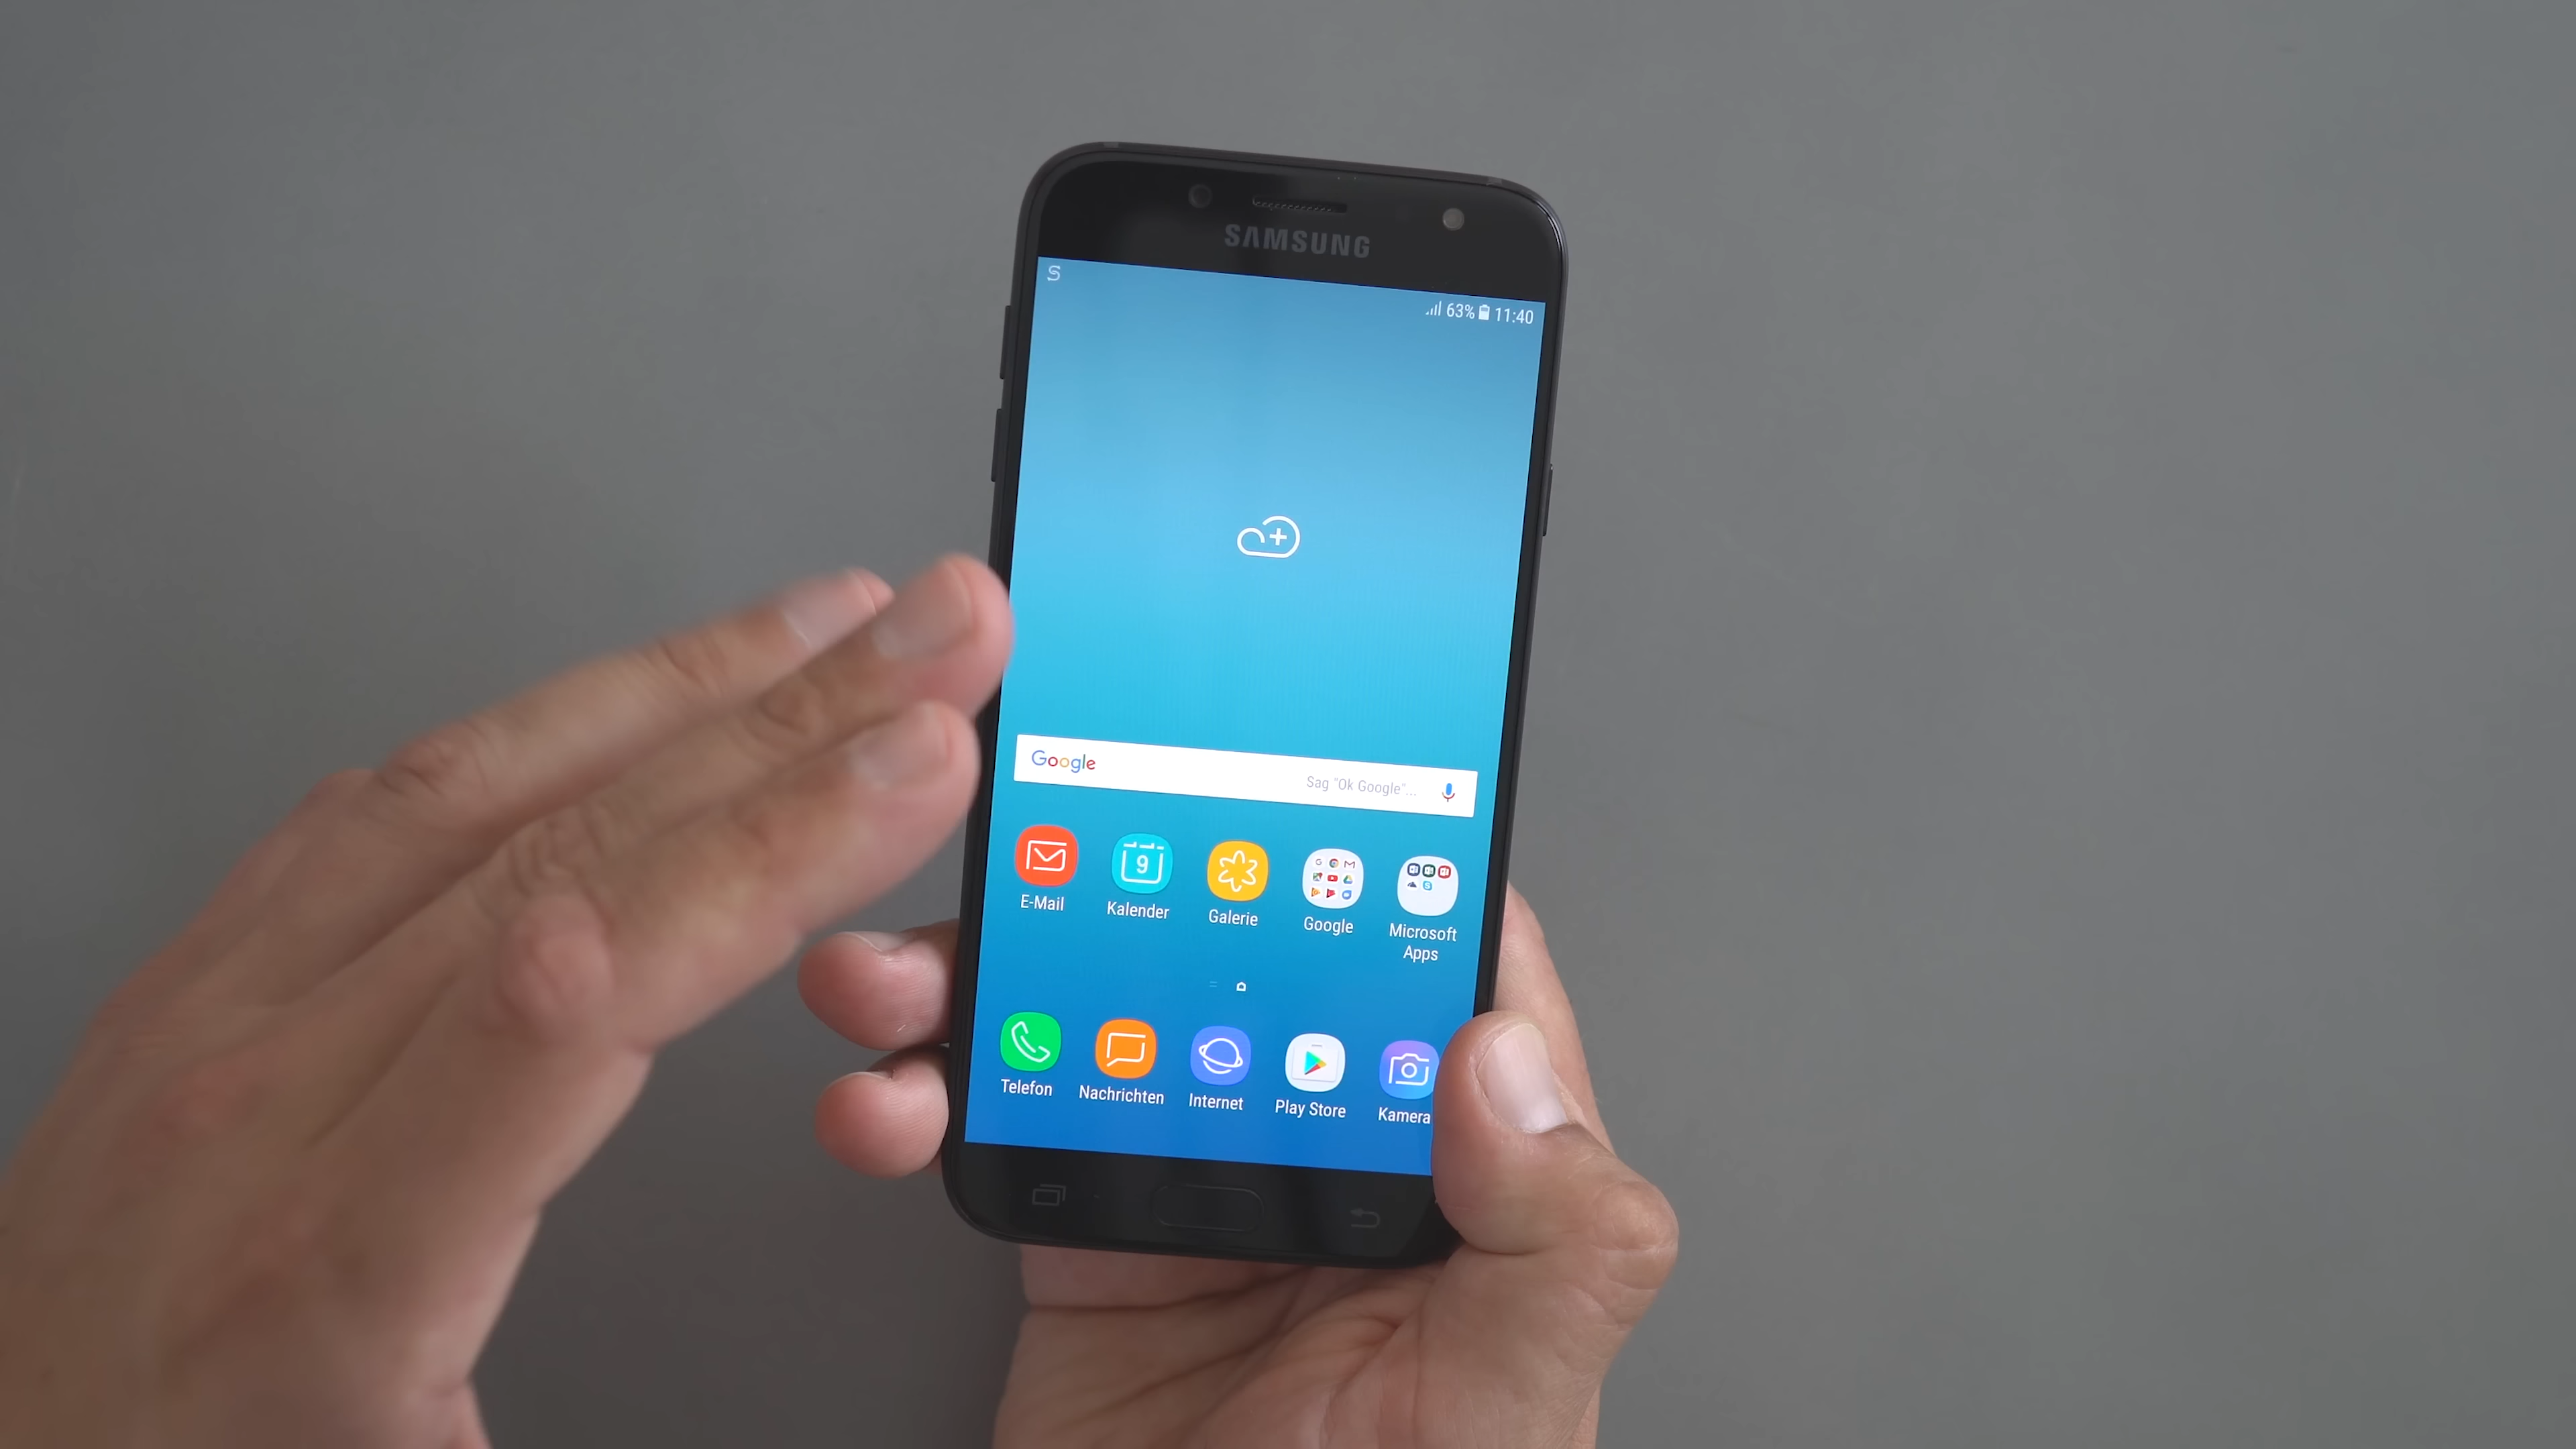 SAMSUNG
63% 11:40
Google Sag "Ok Google"...
9
E-Mail Kalender Galerie Google Microsoft Apps
Telefon Nachrichten Internet Play Store Kamera